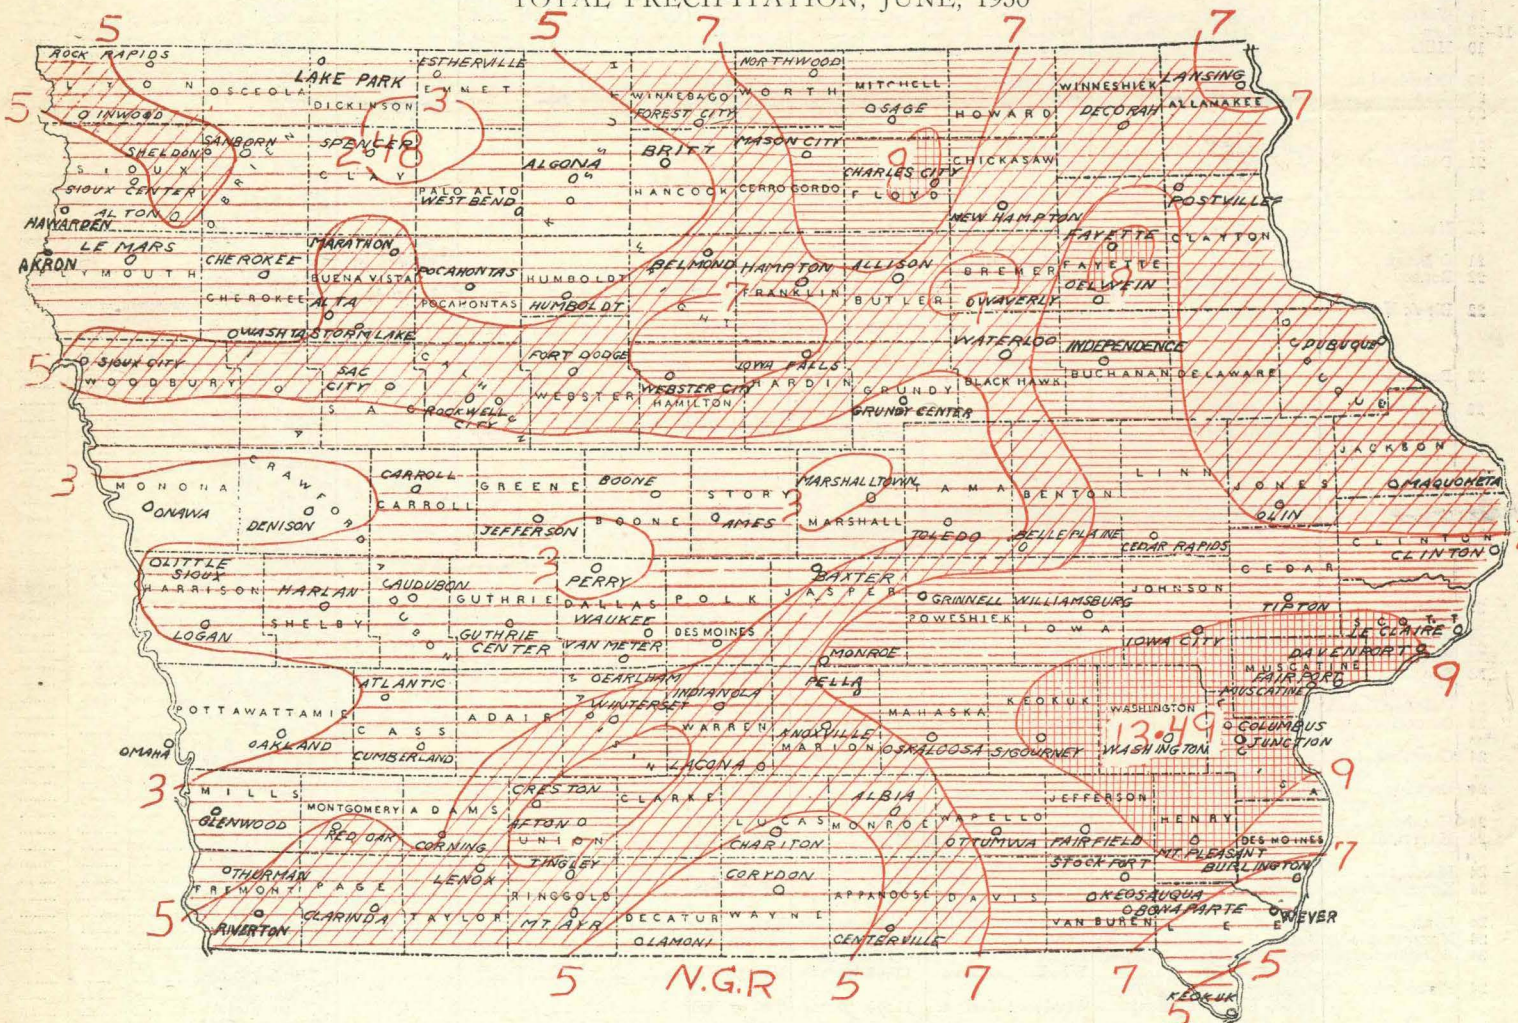 TOTAL PRECIPITATION, JUNE, 1930
5 5 7 7 7
ROCK RAPIDS LAKE PARK ESTHERVILLE NORTHWOOD LANSING
LYON OSCEOLA DICKINSON EMMET WINNEBAGO WORTH MITCHELL HOWARD WINNESHIEK ALLAMAKEE
5 INWOOD 3 FOREST CITY OSAGE DECORAH 7
SHELDON SANBORN SPENCER 2.48 ALGONA BRITT MASON CITY 9 CHARLES CITY CHICKASAW
SIOUX O'BRIEN CLAY PALO ALTO KOSSUTH HANCOCK CERRO GORDO FLOYD
SIOUX CENTER WEST BEND POSTVILLE
HAWARDEN ALTON NEW HAMPTON FAYETTE CLAYTON
AKRON LE MARS CHEROKEE MARATHON POCAHONTAS BELMOND HAMPTON ALLISON BREMER FAYETTE
PLYMOUTH CHEROKEE BUENA VISTA POCAHONTAS HUMBOLDT WRIGHT 7 FRANKLIN BUTLER WAVERLY 7 OELWEIN 9
ALTA HUMBOLDT
WASHTA STORM LAKE WATERLOO
5 SIOUX CITY SAC CITY FORT DODGE WEBSTER CITY IOWA FALLS INDEPENDENCE DUBUQUE
WOODBURY IDA SAC CALHOUN WEBSTER HAMILTON HARDIN GRUNDY BLACK HAWK BUCHANAN DELAWARE DUBUQUE
ROCKWELL CITY GRUNDY CENTER
3 MONONA CRAWFORD CARROLL GREENE BOONE STORY MARSHALLTOWN TAMA BENTON LINN JONES JACKSON
CARROLL MAQUOKETA
ONAWA DENISON JEFFERSON BOONE AMES 3 MARSHALL OLIN
TOLEDO BELLE PLAINE CEDAR RAPIDS CLINTON
CLINTON
LITTLE SIOUX AUDUBON 3 PERRY BAXTER CEDAR
HARRISON HARLAN GUTHRIE DALLAS POLK JASPER GRINNELL WILLIAMSBURG JOHNSON TIPTON
LOGAN SHELBY AUDUBON GUTHRIE CENTER WAUKEE DES MOINES POWESHIEK IOWA IOWA CITY SCOTT
VAN METER MONROE LE CLAIRE
DAVENPORT
ATLANTIC EARLHAM PELLA MUSCATINE 9
POTTAWATTAMIE CASS ADAIR MADISON WINTERSET INDIANOLA WARREN MAHASKA KEOKUK WASHINGTON FAIRPORT
MUSCATINE
OMAHA OAKLAND CUMBERLAND LACONA KNOXVILLE MARION OSKALOOSA SIGOURNEY 13.49 WASHINGTON COLUMBUS JUNCTION
LOUISA
3 MILLS MONTGOMERY ADAMS CRESTON CLARKE LUCAS ALBIA JEFFERSON HENRY 9
GLENWOOD RED OAK CORNING AFTON UNION CHARITON MONROE WAPELLO DES MOINES
OTTUMWA FAIRFIELD MT. PLEASANT 7
THURMAN LENOX TINGLEY CORYDON STOCKPORT BURLINGTON
5 FREMONT PAGE TAYLOR RINGGOLD DECATUR WAYNE APPANOOSE DAVIS KEOSAUQUA
RIVERTON CLARINDA MT. AYR BONAPARTE WEVER
VAN BUREN LEE
LAMONI CENTERVILLE
5 N.G.R 5 7 7 5
KEOKUK
5